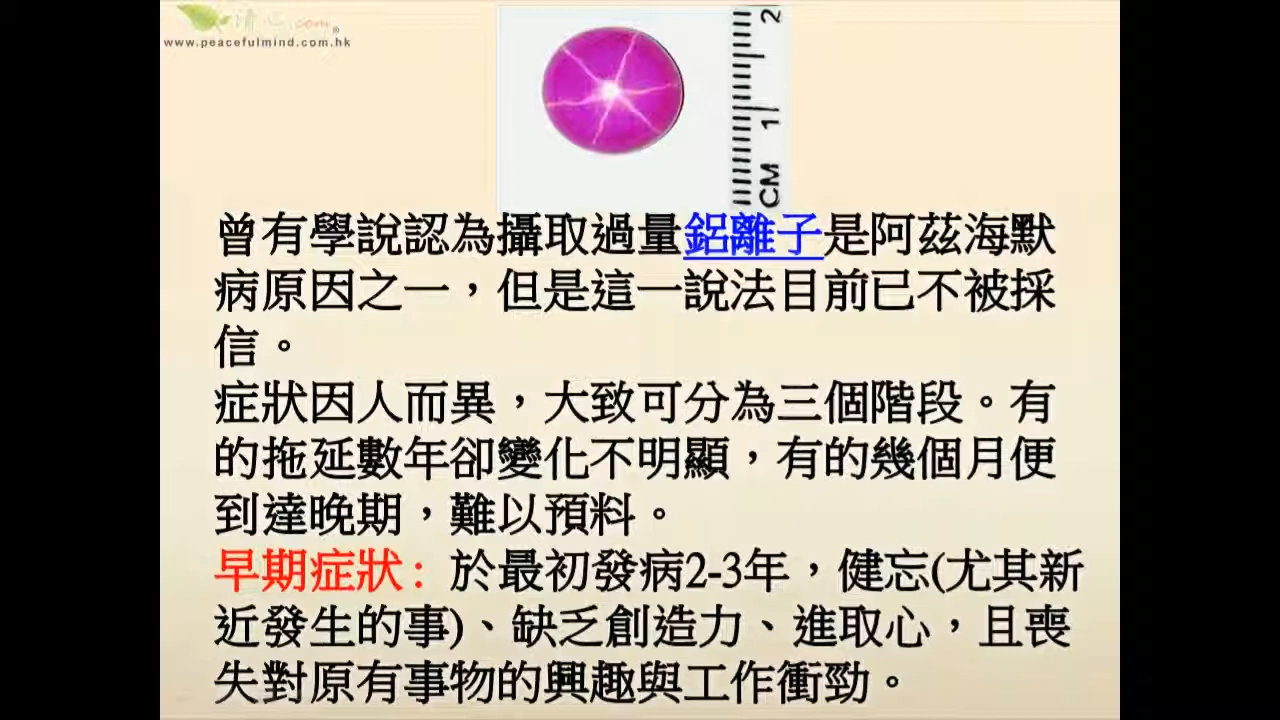 清心.com®
www.peacefulmind.com.hk
2
1
CM
曾有學說認為攝取過量鋁離子是阿茲海默
病原因之一，但是這一說法目前已不被採
信。
症狀因人而異，大致可分為三個階段。有
的拖延數年卻變化不明顯，有的幾個月便
到達晚期，難以預料。
早期症狀：於最初發病2-3年，健忘(尤其新
近發生的事)、缺乏創造力、進取心，且喪
失對原有事物的興趣與工作衝勁。